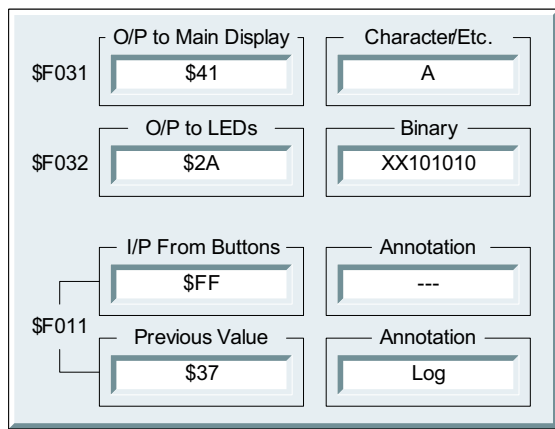 O/P to Main Display Character/Etc.
$F031 $41 A
O/P to LEDs Binary
$F032 $2A XX101010
I/P From Buttons Annotation
$FF ---
$F011
Previous Value Annotation
$37 Log